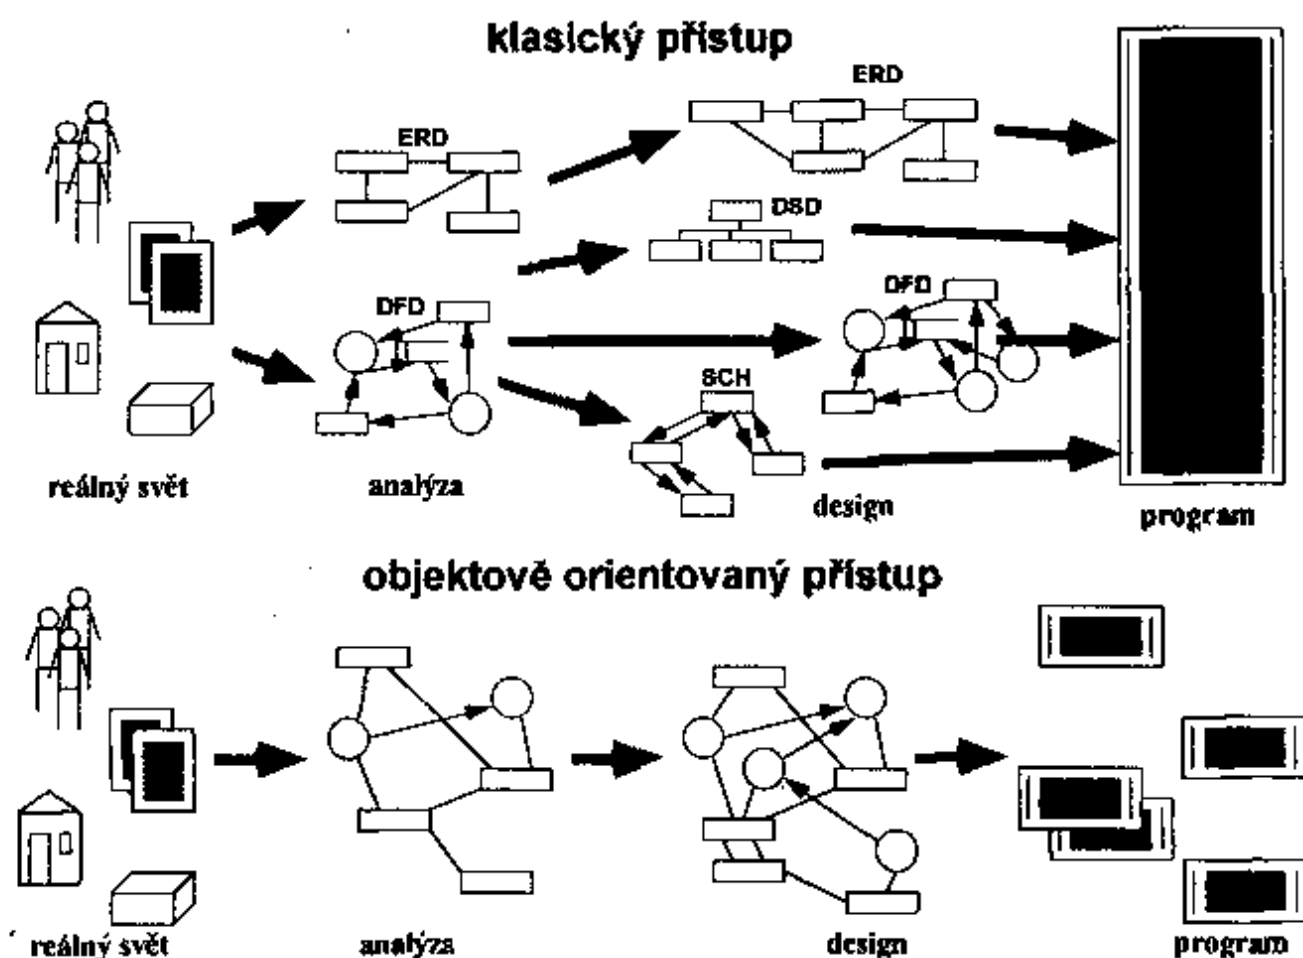 klasický přístup
ERD
ERD
DSD
DFD
DFD
SCH
reálný svět
analýza
design
program
objektově orientovaný přístup
reálný svět
analýza
design
program